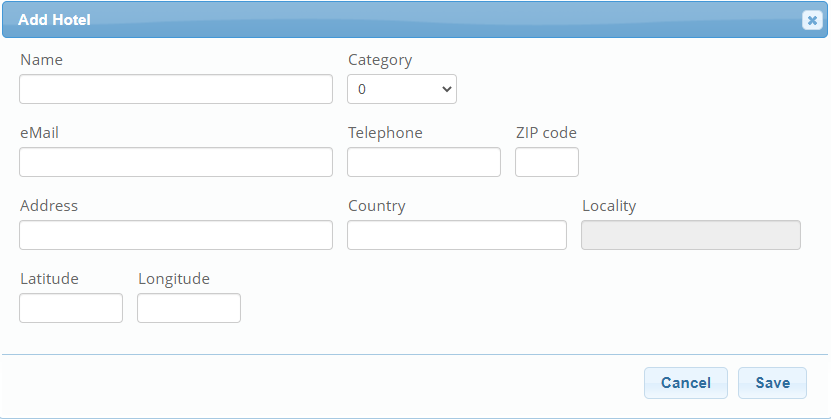 Add Hotel
Name Category
0
eMail Telephone ZIP code
Address Country Locality
Latitude Longitude
Cancel Save